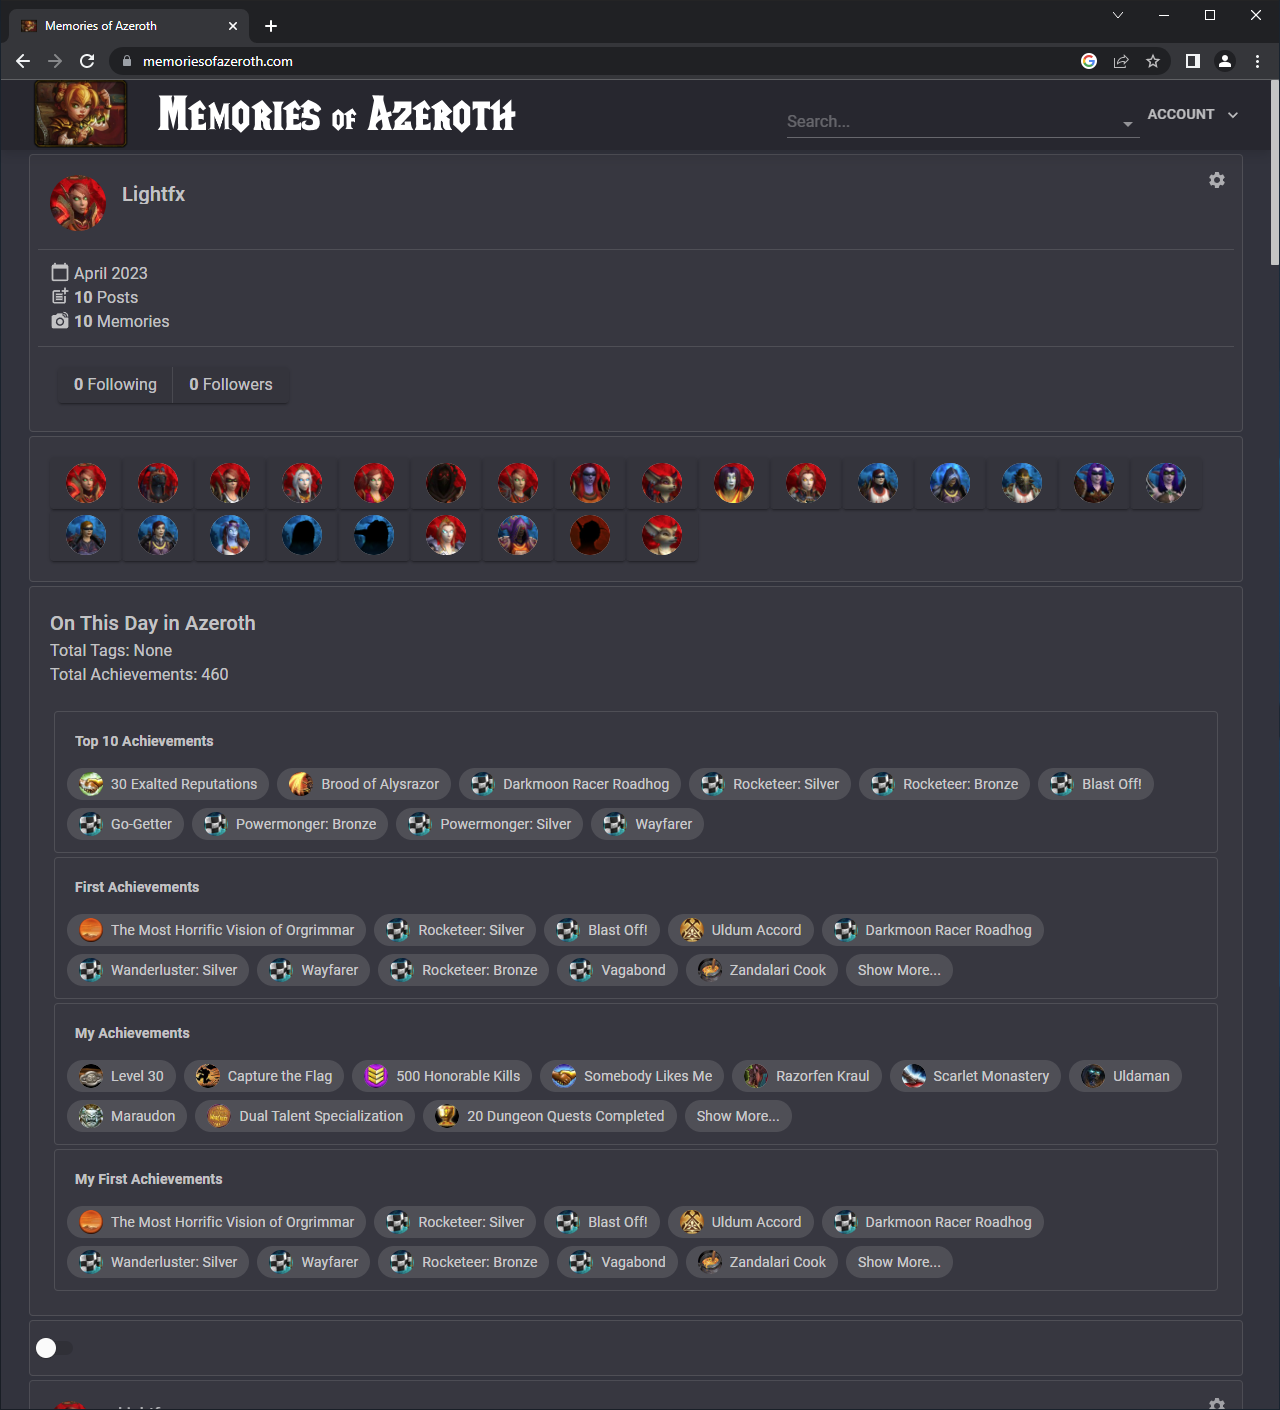 Memories of Azeroth
memoriesofazeroth.com
Memories of Azeroth
Search...
ACCOUNT
Lightfx
April 2023
10 Posts
10 Memories
0 Following
0 Followers
On This Day in Azeroth
Total Tags: None
Total Achievements: 460
Top 10 Achievements
30 Exalted Reputations Brood of Alysrazor Darkmoon Racer Roadhog Rocketeer: Silver Rocketeer: Bronze Blast Off!
Go-Getter Powermonger: Bronze Powermonger: Silver Wayfarer
First Achievements
The Most Horrific Vision of Orgrimmar Rocketeer: Silver Blast Off! Uldum Accord Darkmoon Racer Roadhog
Wanderluster: Silver Wayfarer Rocketeer: Bronze Vagabond Zandalari Cook Show More...
My Achievements
Level 30 Capture the Flag 500 Honorable Kills Somebody Likes Me Razorfen Kraul Scarlet Monastery Uldaman
Maraudon Dual Talent Specialization 20 Dungeon Quests Completed Show More...
My First Achievements
The Most Horrific Vision of Orgrimmar Rocketeer: Silver Blast Off! Uldum Accord Darkmoon Racer Roadhog
Wanderluster: Silver Wayfarer Rocketeer: Bronze Vagabond Zandalari Cook Show More...